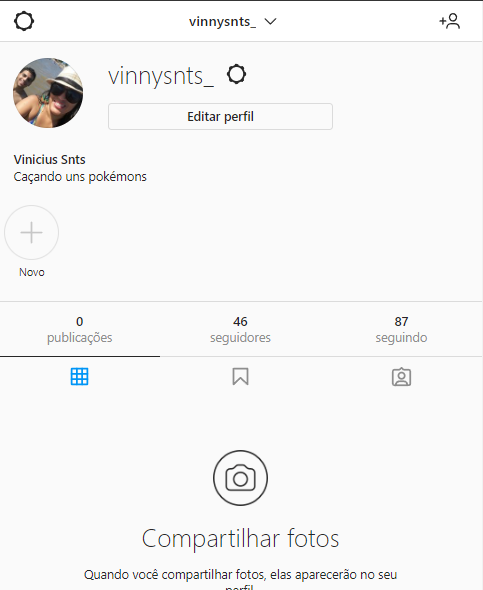 vinnysnts_
vinnysnts_
Editar perfil
Vinicius Snts
Caçando uns pokémons
Novo
0 46 87
publicações seguidores seguindo
Compartilhar fotos
Quando você compartilhar fotos, elas aparecerão no seu
perfil